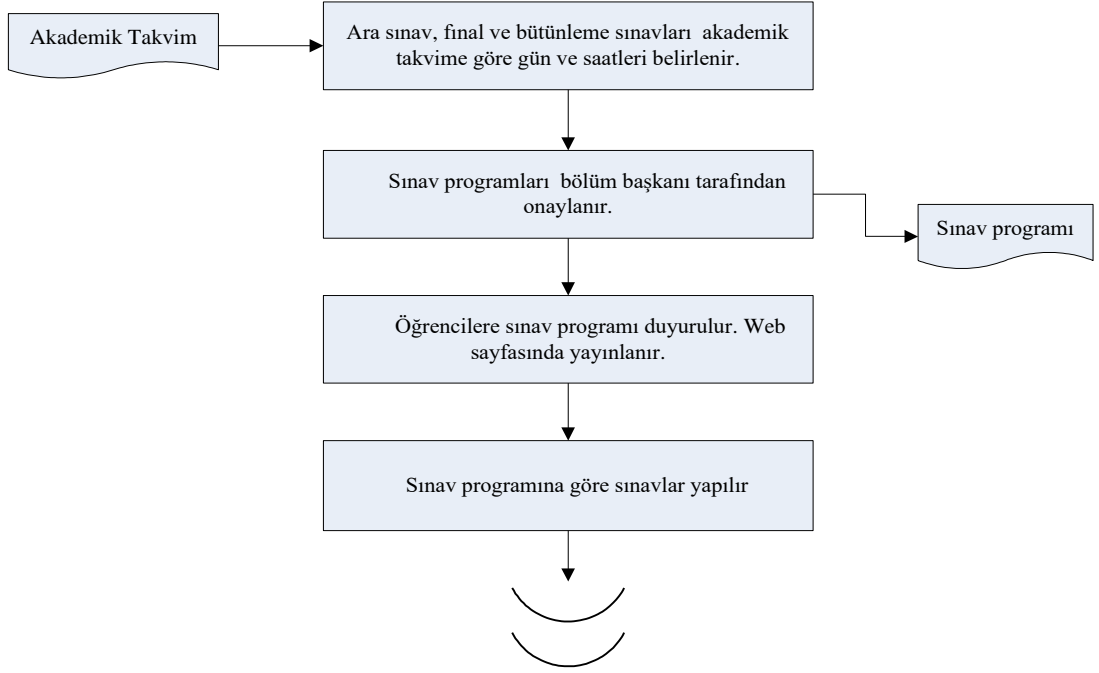 Akademik Takvim
Ara sınav, final ve bütünleme sınavları  akademik
takvime göre gün ve saatleri belirlenir.
Sınav programları  bölüm başkanı tarafından
onaylanır.
Sınav programı
Öğrencilere sınav programı duyurulur. Web
sayfasında yayınlanır.
Sınav programına göre sınavlar yapılır